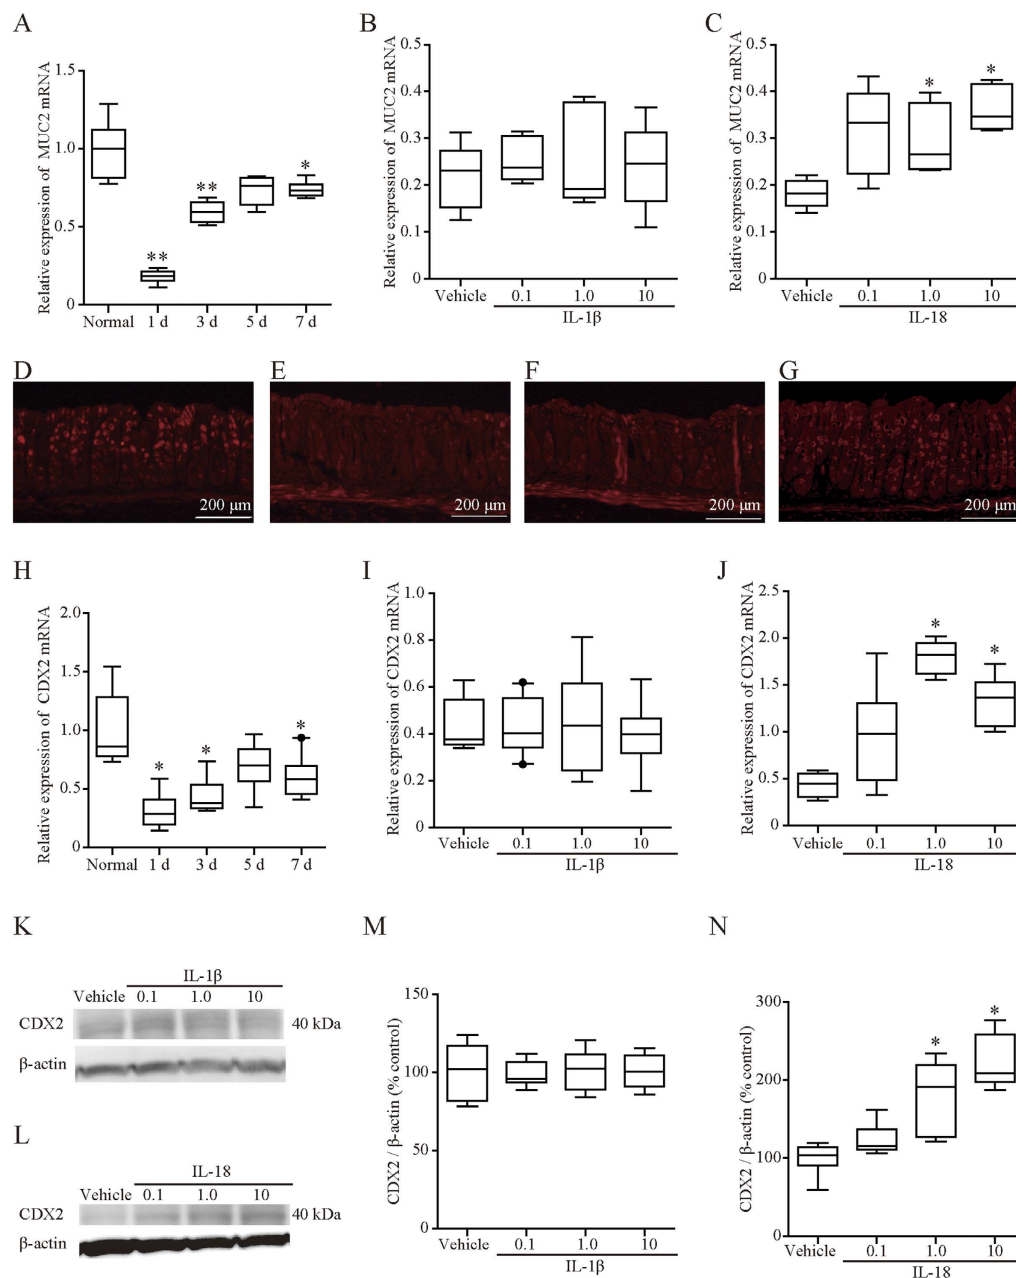 A
Relative expression of MUC2 mRNA
1.5
1.0
0.5
0
**
**
*
Normal 1 d 3 d 5 d 7 d
B
Relative expression of MUC2 mRNA
0.5
0.4
0.3
0.2
0.1
0
Vehicle 0.1 1.0 10
IL-1β
C
Relative expression of MUC2 mRNA
0.5
0.4
0.3
0.2
0.1
0
*
*
Vehicle 0.1 1.0 10
IL-18
D
200 μm
E
200 μm
F
200 μm
G
200 μm
H
Relative expression of CDX2 mRNA
2.0
1.5
1.0
0.5
0
*
*
*
Normal 1 d 3 d 5 d 7 d
I
Relative expression of CDX2 mRNA
1.0
0.8
0.6
0.4
0.2
0
Vehicle 0.1 1.0 10
IL-1β
J
Relative expression of CDX2 mRNA
2.5
2.0
1.5
1.0
0.5
0
*
*
Vehicle 0.1 1.0 10
IL-18
K
IL-1β
Vehicle 0.1 1.0 10
CDX2 40 kDa
β-actin
L
IL-18
Vehicle 0.1 1.0 10
CDX2 40 kDa
β-actin
M
CDX2 / β-actin (% control)
150
100
50
0
Vehicle 0.1 1.0 10
IL-1β
N
CDX2 / β-actin (% control)
300
200
100
0
*
*
Vehicle 0.1 1.0 10
IL-18